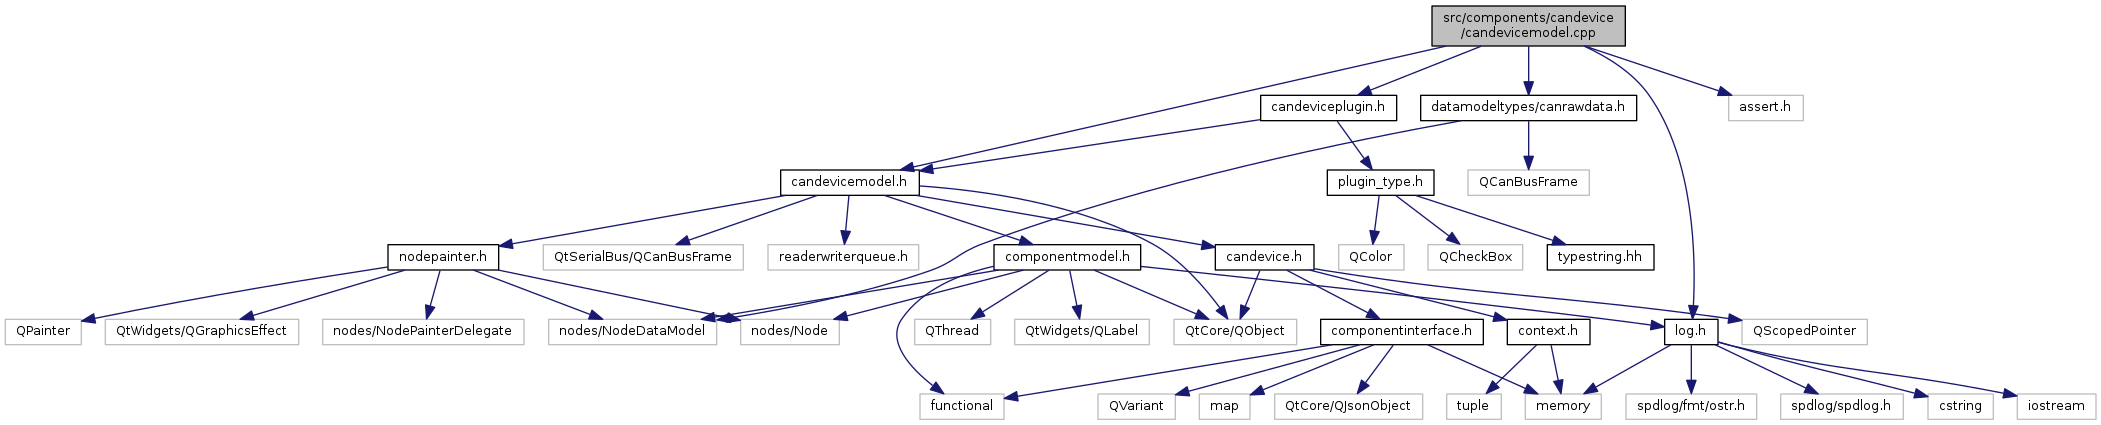 src/components/candevice
/candevicemodel.cpp
candeviceplugin.h
datamodeltypes/canrawdata.h
assert.h
candevicemodel.h
plugin_type.h
QCanBusFrame
nodepainter.h
QtSerialBus/QCanBusFrame
readerwriterqueue.h
componentmodel.h
candevice.h
QColor
QCheckBox
typestring.hh
QPainter
QtWidgets/QGraphicsEffect
nodes/NodePainterDelegate
nodes/NodeDataModel
nodes/Node
QThread
QtWidgets/QLabel
QtCore/QObject
componentinterface.h
context.h
log.h
QScopedPointer
functional
QVariant
map
QtCore/QJsonObject
tuple
memory
spdlog/fmt/ostr.h
spdlog/spdlog.h
cstring
iostream